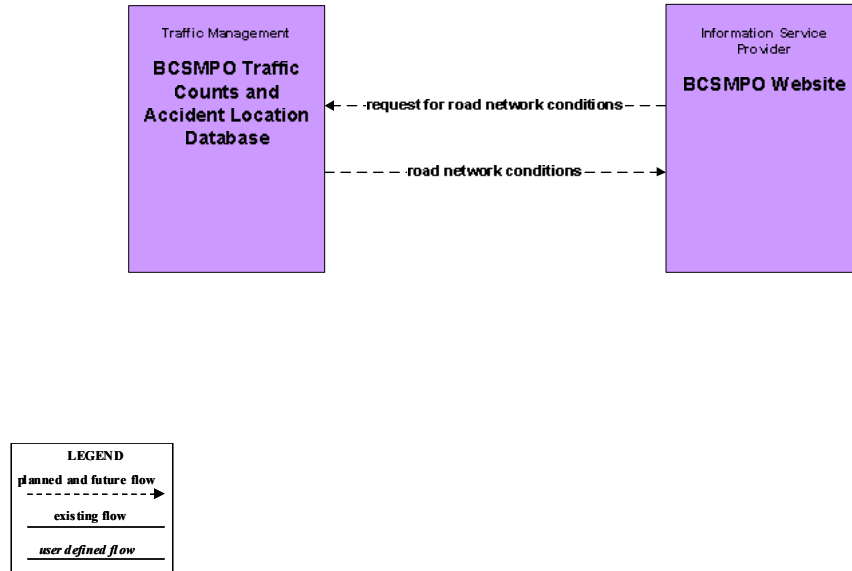 Traffic Management
BCSMPO Traffic
Counts and
Accident Location
Database
Information Service
Provider
BCSMPO Website
request for road network conditions
road network conditions
LEGEND
planned and future flow
existing flow
user defined flow